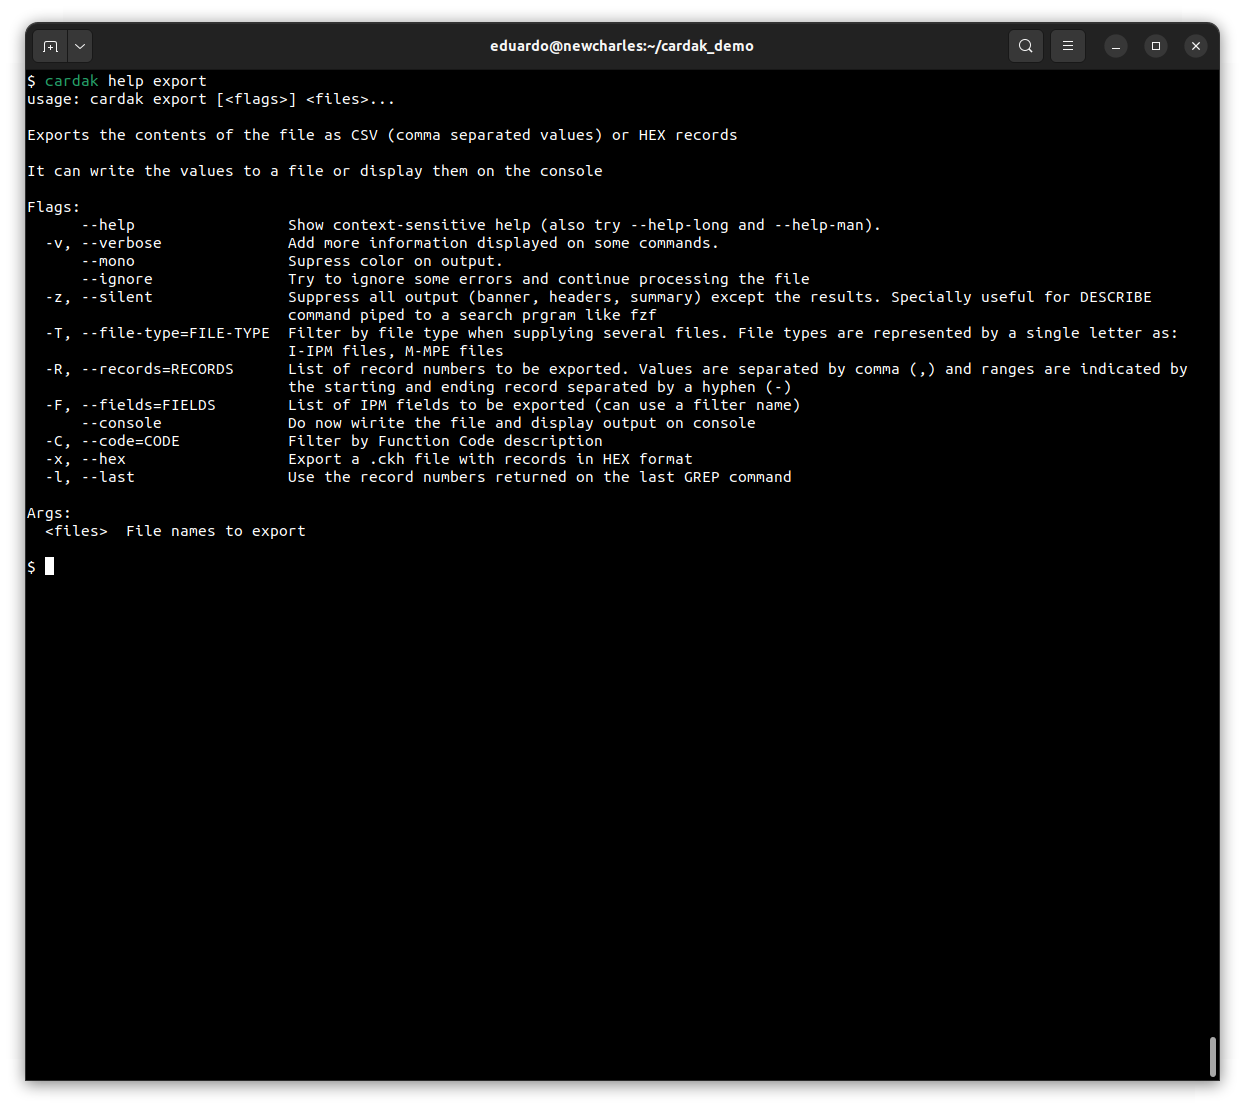 eduardo@newcharles:~/cardak_demo
$ cardak help export
usage: cardak export [<flags>] <files>...
Exports the contents of the file as CSV (comma separated values) or HEX records
It can write the values to a file or display them on the console
Flags:
--help Show context-sensitive help (also try --help-long and --help-man).
-v, --verbose Add more information displayed on some commands.
--mono Supress color on output.
--ignore Try to ignore some errors and continue processing the file
-z, --silent Suppress all output (banner, headers, summary) except the results. Specially useful for DESCRIBE
command piped to a search prgram like fzf
-T, --file-type=FILE-TYPE Filter by file type when supplying several files. File types are represented by a single letter as:
I-IPM files, M-MPE files
-R, --records=RECORDS List of record numbers to be exported. Values are separated by comma (,) and ranges are indicated by
the starting and ending record separated by a hyphen (-)
-F, --fields=FIELDS List of IPM fields to be exported (can use a filter name)
--console Do now wirite the file and display output on console
-C, --code=CODE Filter by Function Code description
-x, --hex Export a .ckh file with records in HEX format
-l, --last Use the record numbers returned on the last GREP command
Args:
<files> File names to export
$